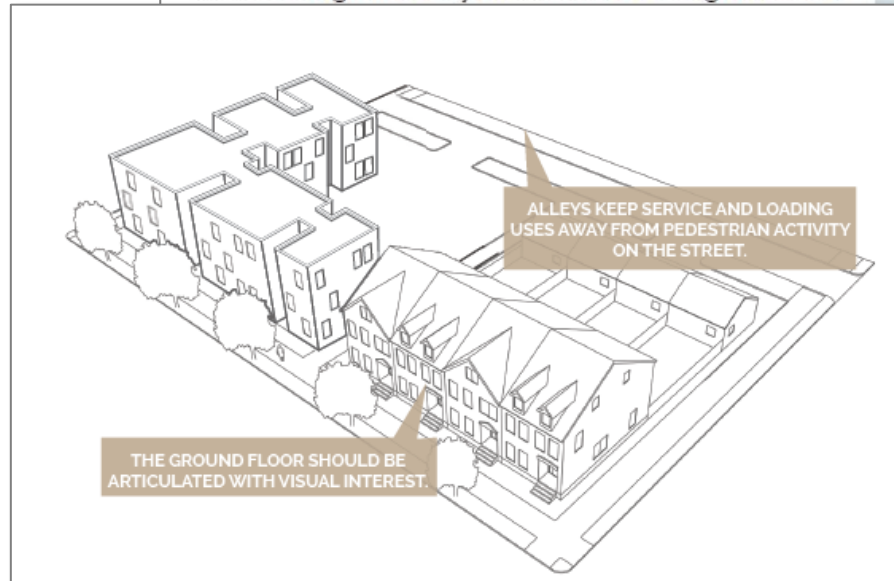 ALLEYS KEEP SERVICE AND LOADING
USES AWAY FROM PEDESTRIAN ACTIVITY
ON THE STREET.
THE GROUND FLOOR SHOULD BE
ARTICULATED WITH VISUAL INTEREST.